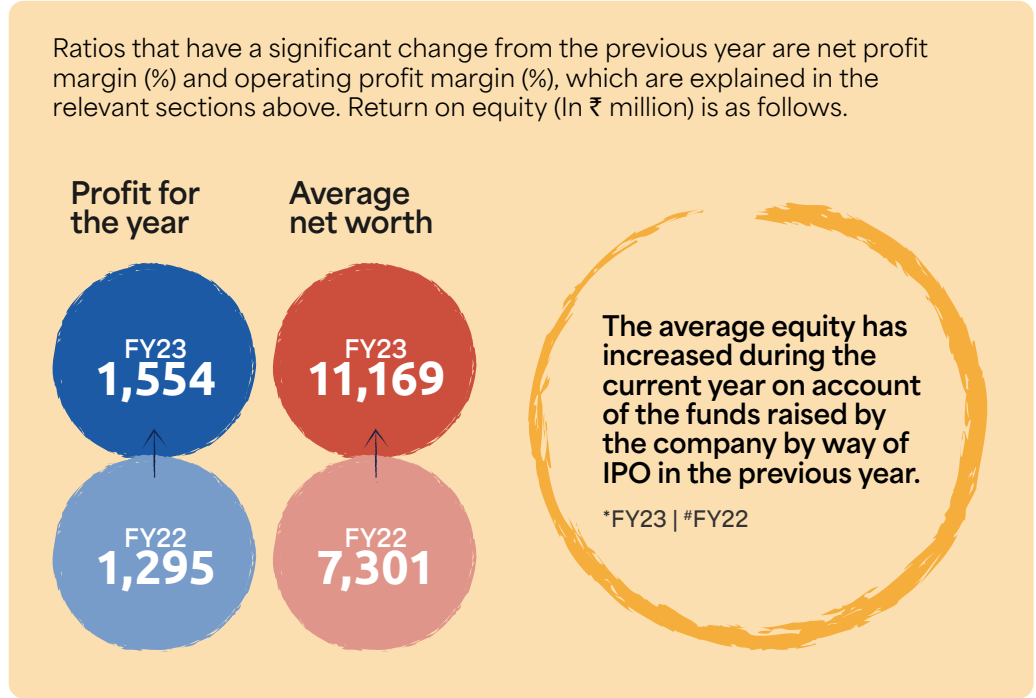 Ratios that have a significant change from the previous year are net profit
margin (%) and operating profit margin (%), which are explained in the
relevant sections above. Return on equity (In ₹ million) is as follows.
Profit for
the year
Average
net worth
FY23
1,554
FY23
11,169
FY22
1,295
FY22
7,301
The average equity has
increased during the
current year on account
of the funds raised by
the company by way of
IPO in the previous year.
*FY23 | #FY22